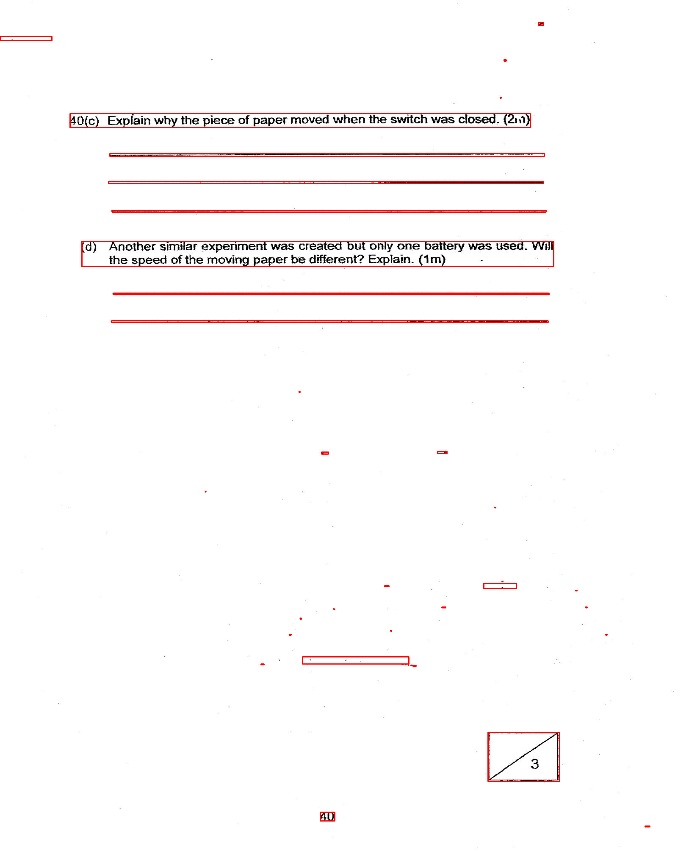 40(c) Explain why the piece of paper moved when the switch was closed. (2m)
(d) Another similar experiment was created but only one battery was used. Will
the speed of the moving paper be different? Explain. (1m)
3
40